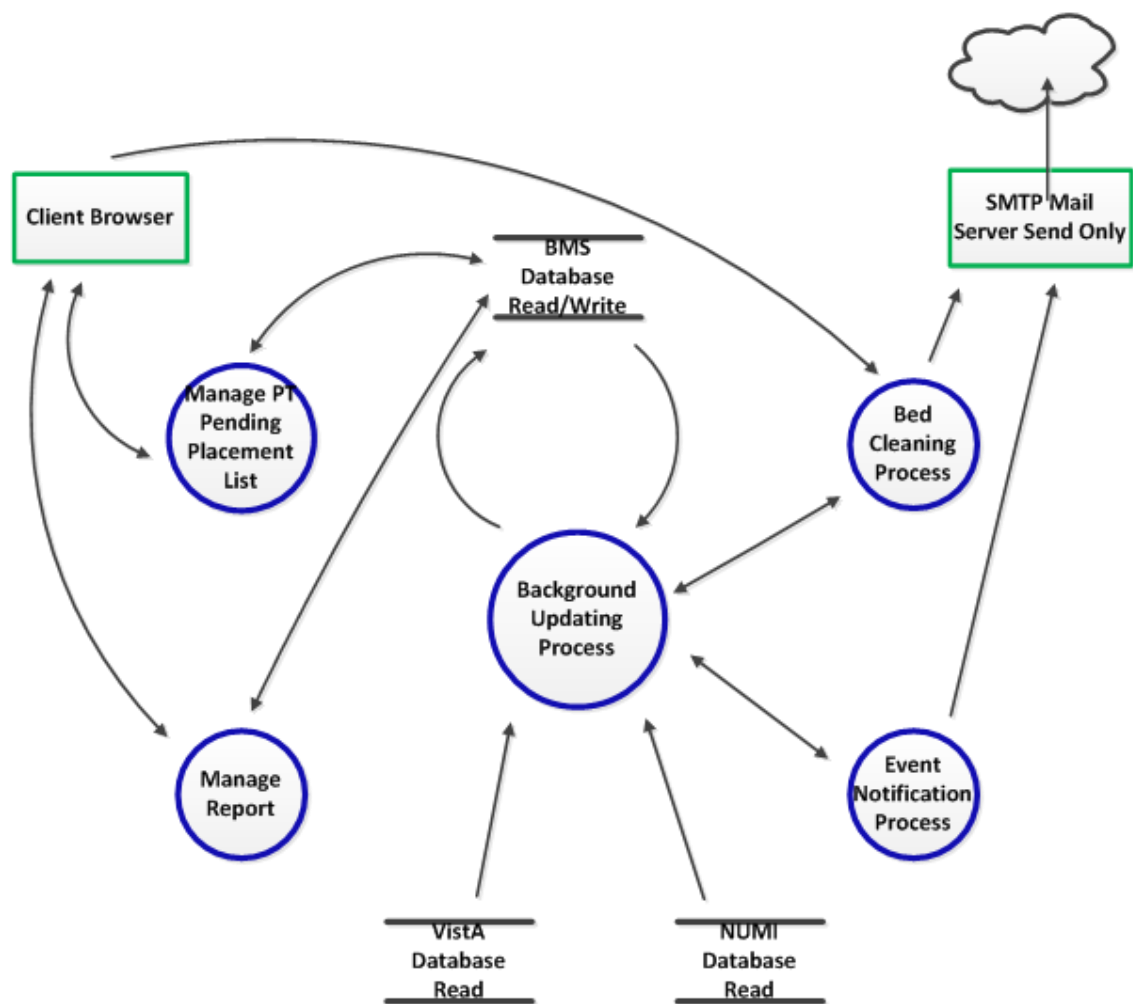 Client Browser
SMTP Mail
Server Send Only
BMS
Database
Read/Write
Manage PT
Pending
Placement
List
Bed
Cleaning
Process
Background
Updating
Process
Manage
Report
Event
Notification
Process
VistA
Database
Read
NUMI
Database
Read